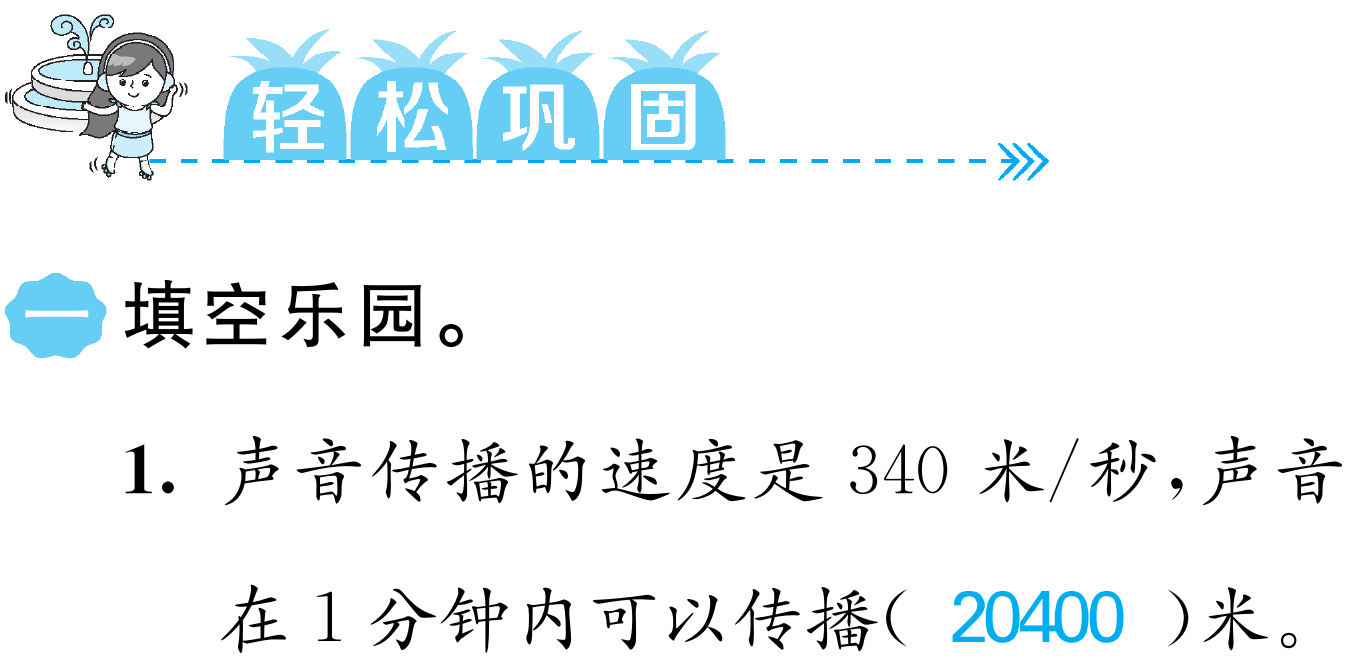 轻松巩固
一 填空乐园。
1. 声音传播的速度是 340 米/秒,声音
在 1 分钟内可以传播( 20400 )米。